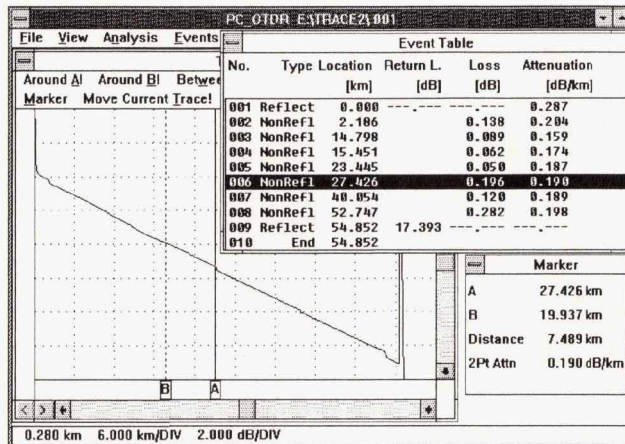 PC_OTDR E:\TRACE2\001
File View Analysis Events
Event Table
Around A! Around B! Betwee
Marker Move Current Trace!
No. Type Location Return L. Loss Attenuation
[km] [dB] [dB] [dB/km]
001 Reflect 0.000 ---.--- ---.--- 0.287
002 NonRefl 2.186 0.138 0.204
003 NonRefl 14.798 0.089 0.159
004 NonRefl 15.451 0.062 0.174
005 NonRefl 23.445 0.050 0.187
006 NonRefl 27.426 0.196 0.190
007 NonRefl 40.054 0.120 0.189
008 NonRefl 52.747 0.282 0.198
009 Reflect 54.852 17.393 ---.--- ---.---
010 End 54.852
Marker
A 27.426 km
B 19.937 km
Distance 7.489 km
2Pt Attn 0.190 dB/km
B A
0.280 km 6.000 km/DIV 2.000 dB/DIV